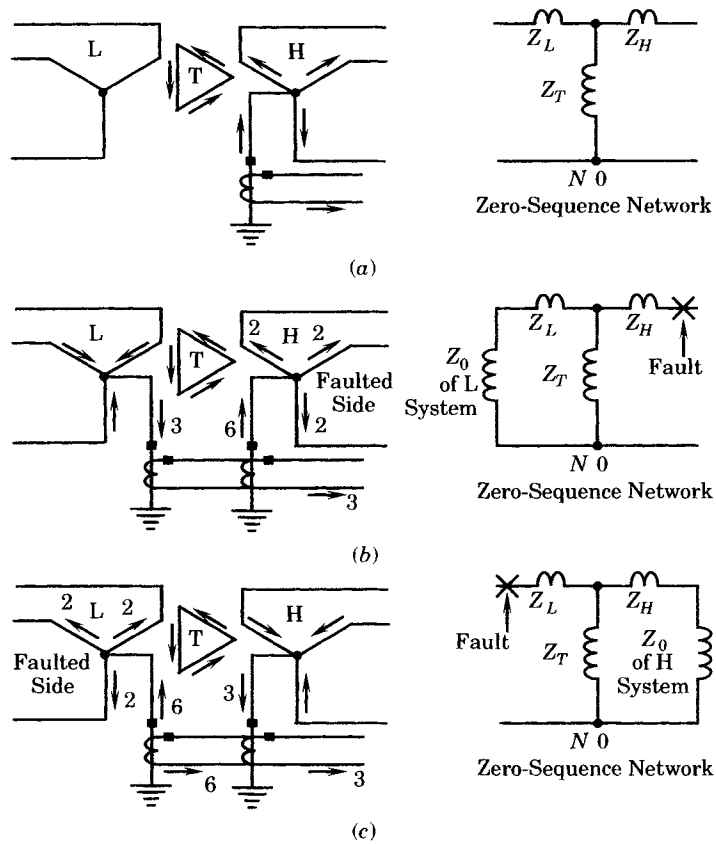 L
T
H
Z_L
Z_H
Z_T
N 0
Zero-Sequence Network
(a)
L
T
2
H
2
Faulted
Side
3
6
2
3
Z_L
Z_H
Z_0
of L
System
Z_T
Fault
N 0
Zero-Sequence Network
(b)
2
L
2
T
H
Faulted
Side
2
6
3
6
3
Z_L
Z_H
Fault
Z_T
Z_0
of H
System
N 0
Zero-Sequence Network
(c)